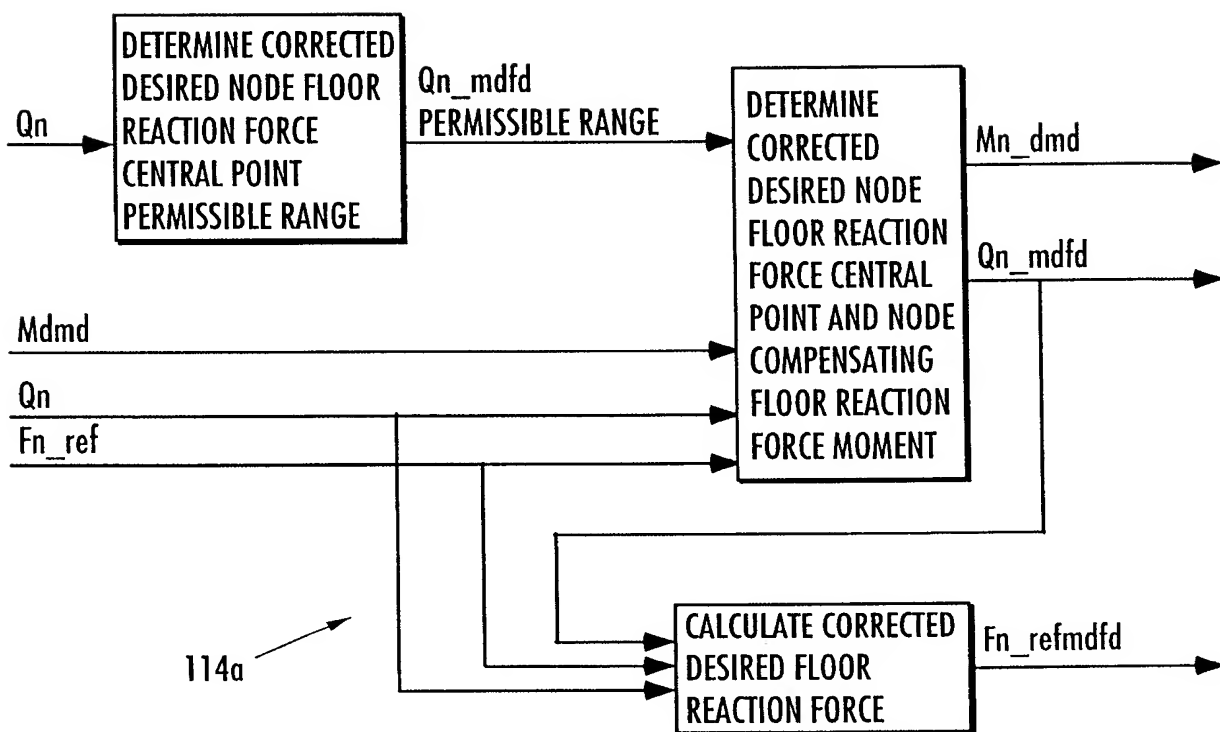 Qn
DETERMINE CORRECTED
DESIRED NODE FLOOR
REACTION FORCE
CENTRAL POINT
PERMISSIBLE RANGE
Qn_mdfd
PERMISSIBLE RANGE
Mdmd
Qn
Fn_ref
DETERMINE
CORRECTED
DESIRED NODE
FLOOR REACTION
FORCE CENTRAL
POINT AND NODE
COMPENSATING
FLOOR REACTION
FORCE MOMENT
Mn_dmd
Qn_mdfd
114a
CALCULATE CORRECTED
DESIRED FLOOR
REACTION FORCE
Fn_refmdfd